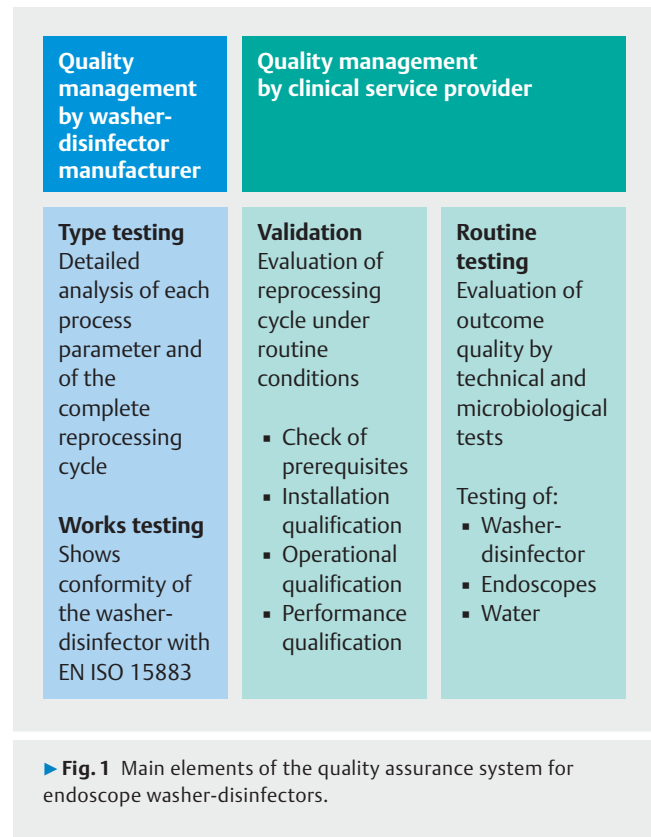 Quality
management
by washer-
disinfector
manufacturer
Quality management
by clinical service provider
Type testing
Detailed
analysis of each
process
parameter and
of the
complete
reprocessing
cycle
Works testing
Shows
conformity of
the washer-
disinfector with
EN ISO 15883
Validation
Evaluation of
reprocessing
cycle under
routine
conditions
▪ Check of
prerequisites
▪ Installation
qualification
▪ Operational
qualification
▪ Performance
qualification
Routine
testing
Evaluation of
outcome
quality by
technical and
microbiological
tests
Testing of:
▪ Washer-
disinfector
▪ Endoscopes
▪ Water
▶ Fig. 1 Main elements of the quality assurance system for
endoscope washer-disinfectors.